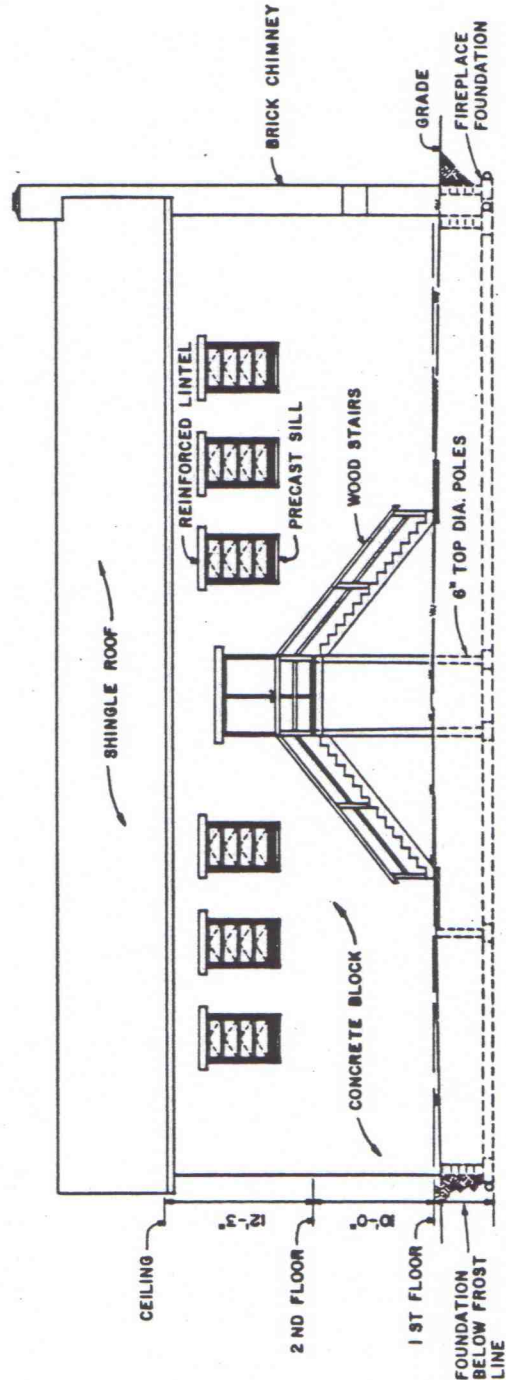 BRICK CHIMNEY
SHINGLE ROOF
CEILING
REINFORCED LINTEL
PRECAST SILL
12'-3"
2 ND FLOOR
WOOD STAIRS
CONCRETE BLOCK
10'-0"
1 ST FLOOR
GRADE
6" TOP DIA. POLES
FOUNDATION
BELOW FROST
LINE
FIREPLACE
FOUNDATION